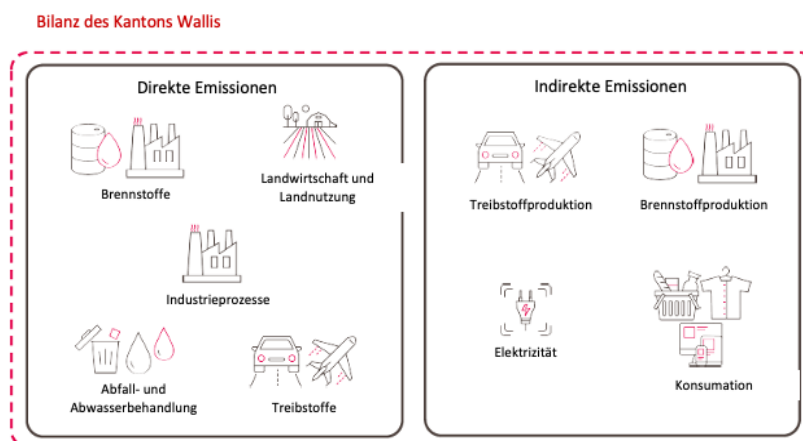 Bilanz des Kantons Wallis
Direkte Emissionen
Brennstoffe
Landwirtschaft und
Landnutzung
Industrieprozesse
Abfall- und
Abwasserbehandlung
Treibstoffe
Indirekte Emissionen
Treibstoffproduktion
Brennstoffproduktion
Elektrizität
Konsumation